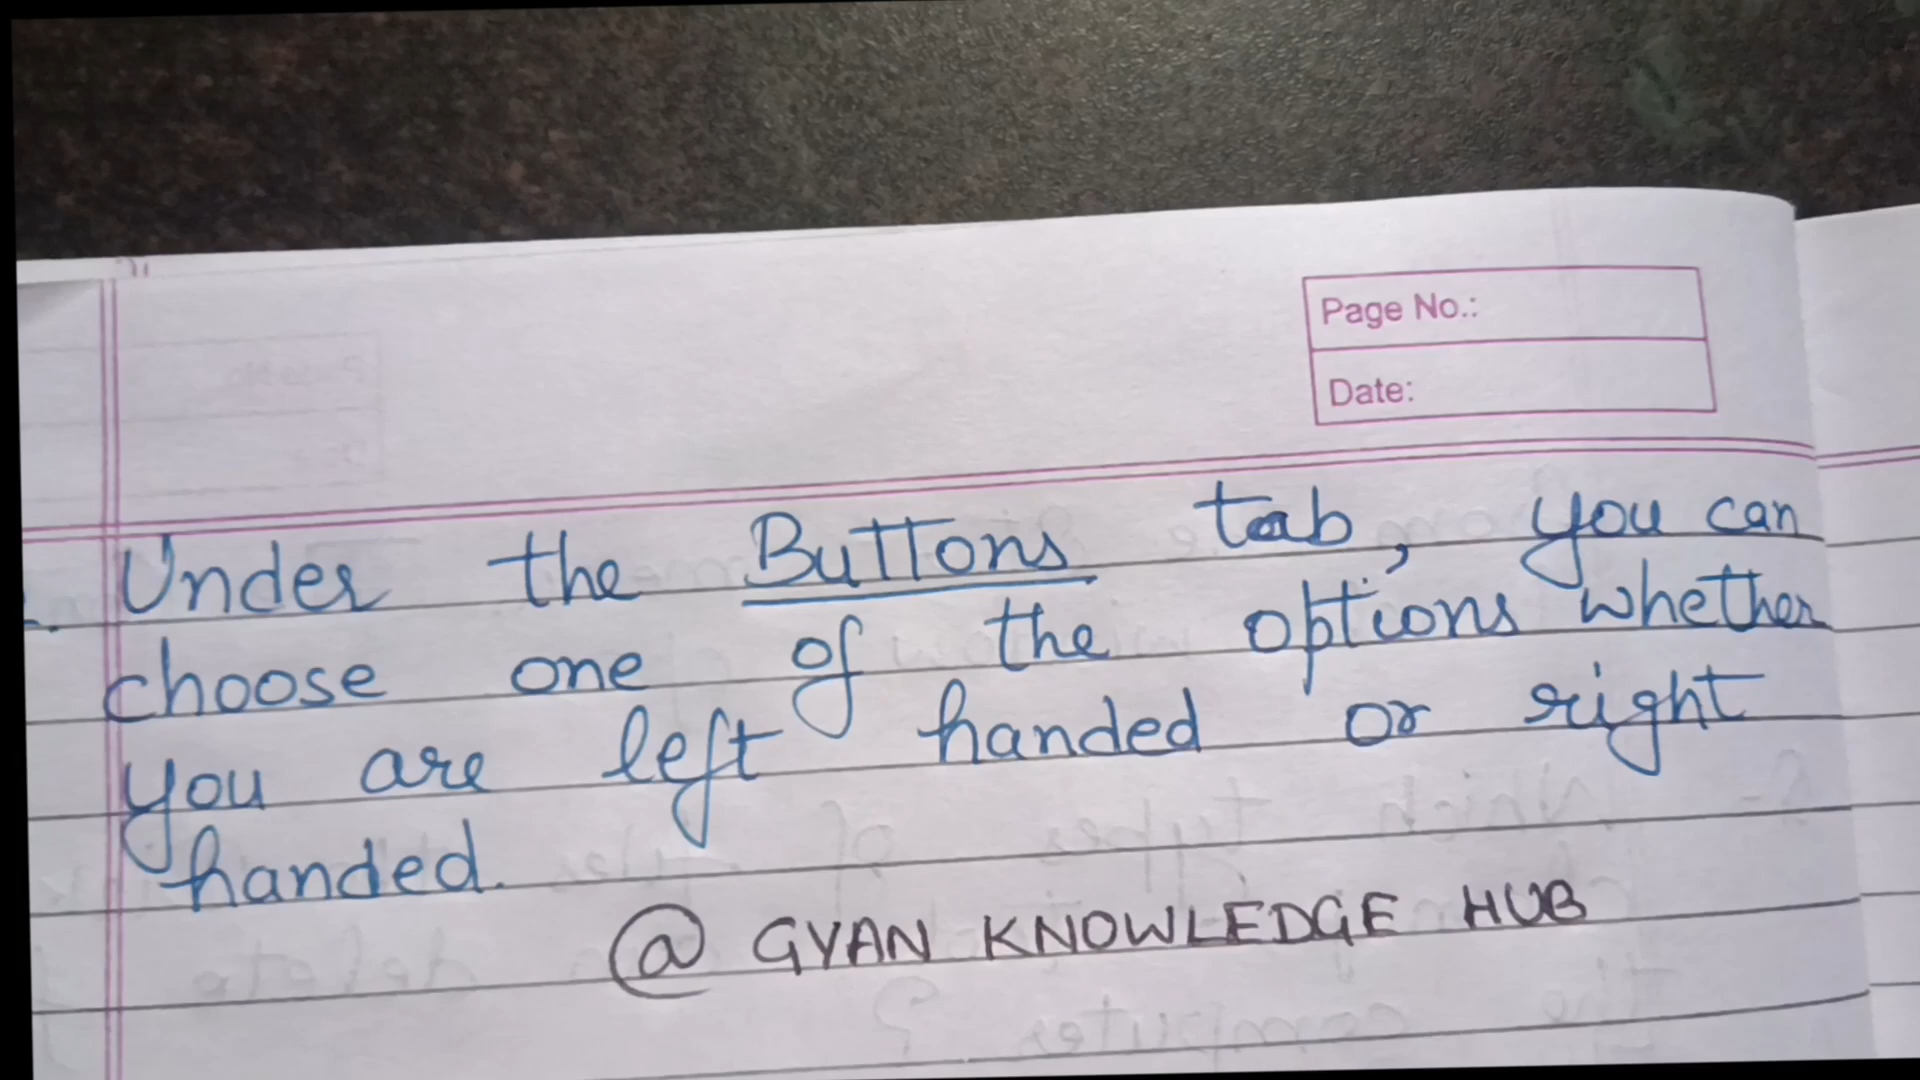 Page No.:
Date:
Under the Buttons tab, you can
choose one of the options whether
you are left handed or right
handed.
@ GYAN KNOWLEDGE HUB